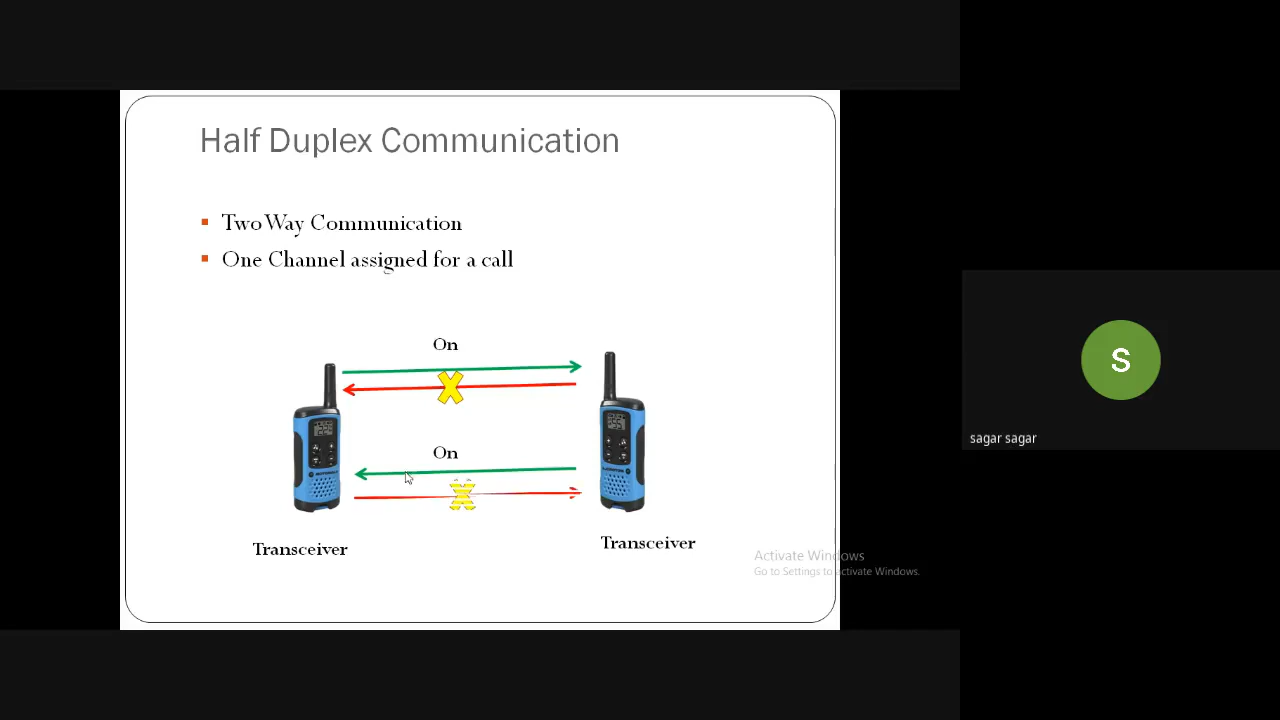 Half Duplex Communication
Two Way Communication
One Channel assigned for a call
On
On
Transceiver
Transceiver
Activate Windows
Go to Settings to activate Windows.
S
sagar sagar